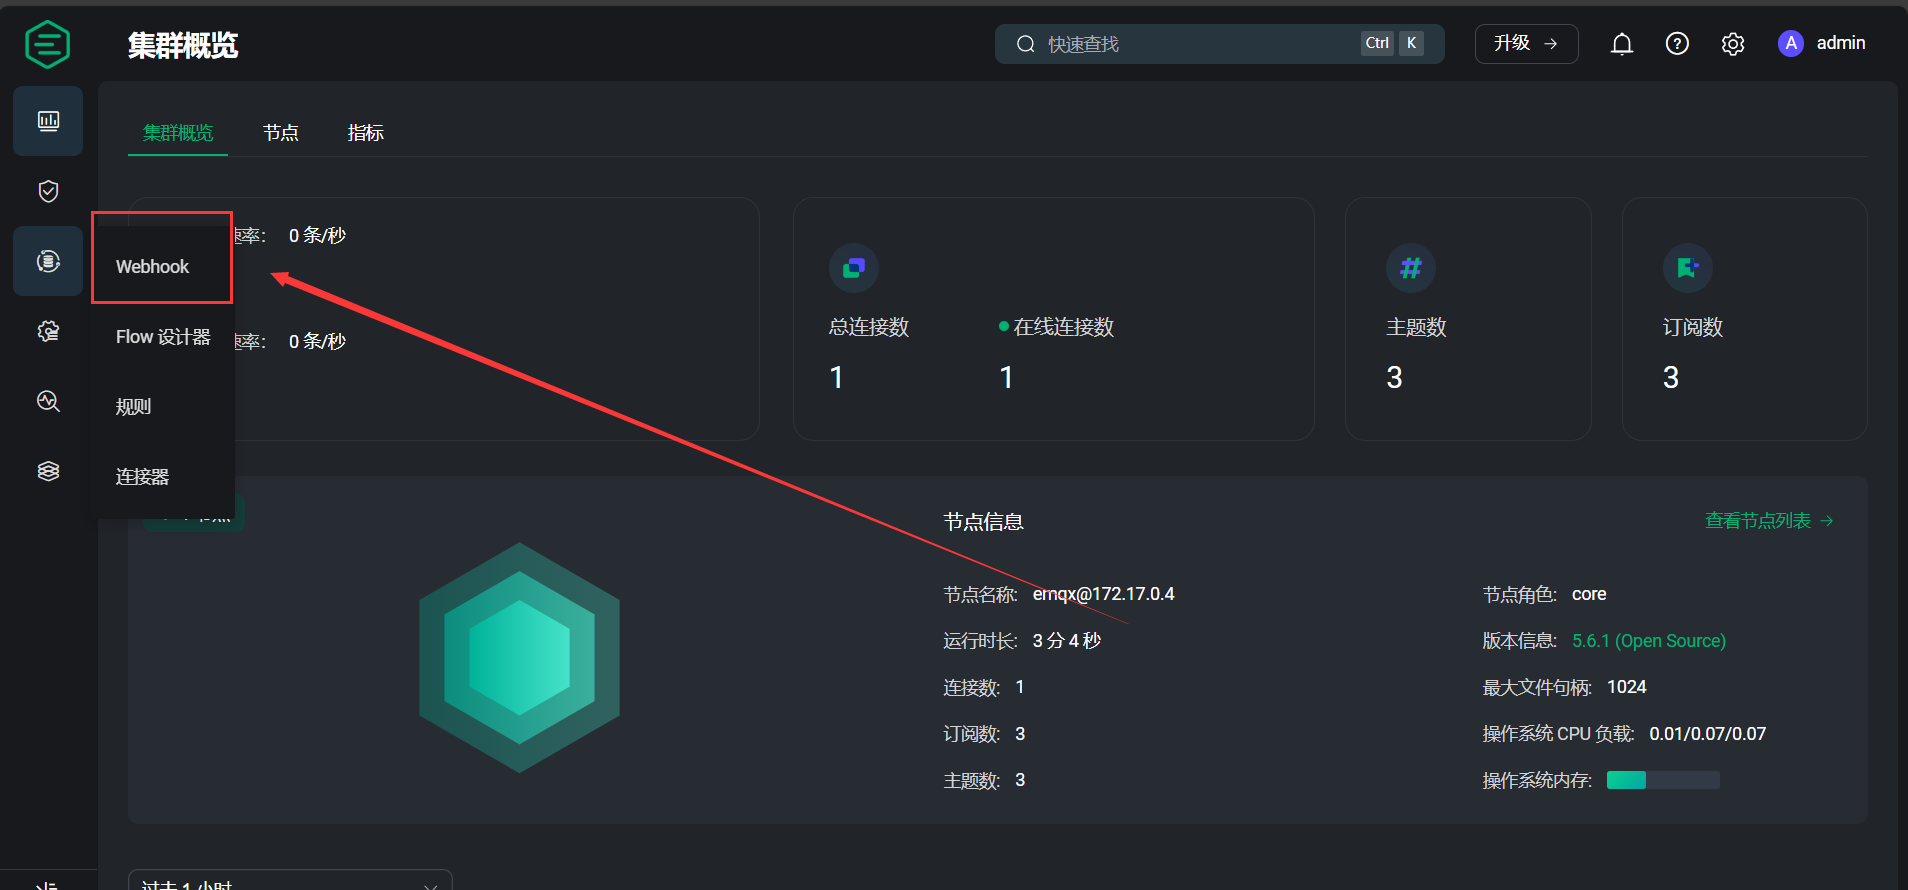 集群概览
快速查找
Ctrl K
升级 →
A admin
集群概览 节点 指标
Webhook
Flow 设计器
规则
连接器
速率: 0 条/秒
速率: 0 条/秒
总连接数
1
在线连接数
1
主题数
3
订阅数
3
节点信息
查看节点列表 →
节点名称: emqx@172.17.0.4
节点角色: core
运行时长: 3 分 4 秒
版本信息: 5.6.1 (Open Source)
连接数: 1
最大文件句柄: 1024
订阅数: 3
操作系统 CPU 负载: 0.01/0.07/0.07
主题数: 3
操作系统内存:
过去 1 小时